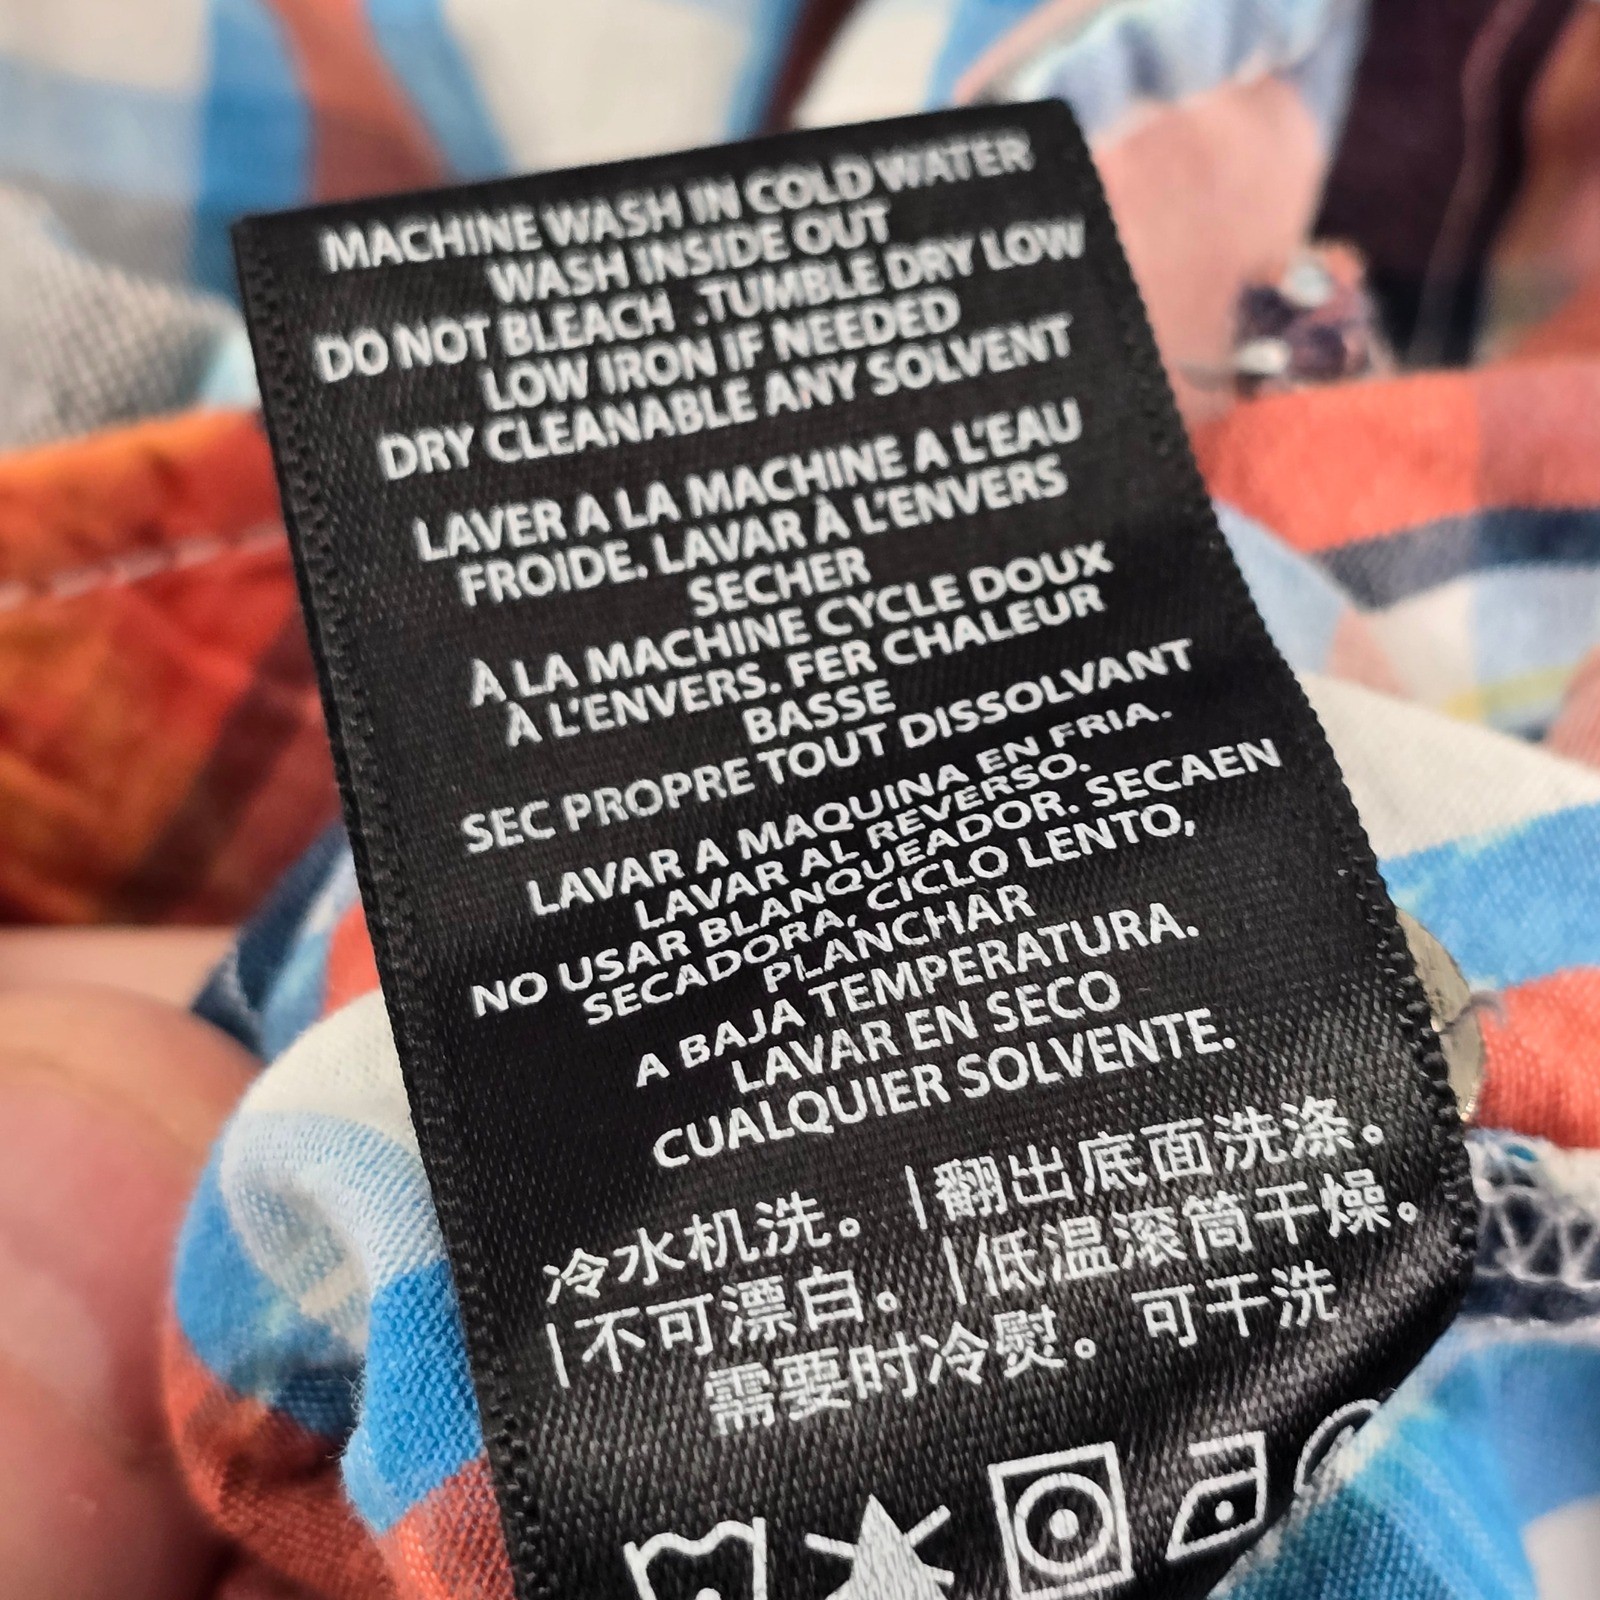 MACHINE WASH IN COLD WATER
WASH INSIDE OUT
DO NOT BLEACH .TUMBLE DRY LOW
LOW IRON IF NEEDED
DRY CLEANABLE ANY SOLVENT
LAVER A LA MACHINE A L'EAU
FROIDE. LAVAR À L'ENVERS
SECHER
À LA MACHINE CYCLE DOUX
À L'ENVERS. FER CHALEUR
BASSE
SEC PROPRE TOUT DISSOLVANT
LAVAR A MAQUINA EN FRIA.
LAVAR AL REVERSO.
NO USAR BLANQUEADOR. SECAEN
SECADORA, CICLO LENTO,
PLANCHAR
A BAJA TEMPERATURA.
LAVAR EN SECO
CUALQUIER SOLVENTE.
冷水机洗。 |翻出底面洗涤。
|不可漂白。 |低温滚筒干燥。
需要时冷熨。 可干洗